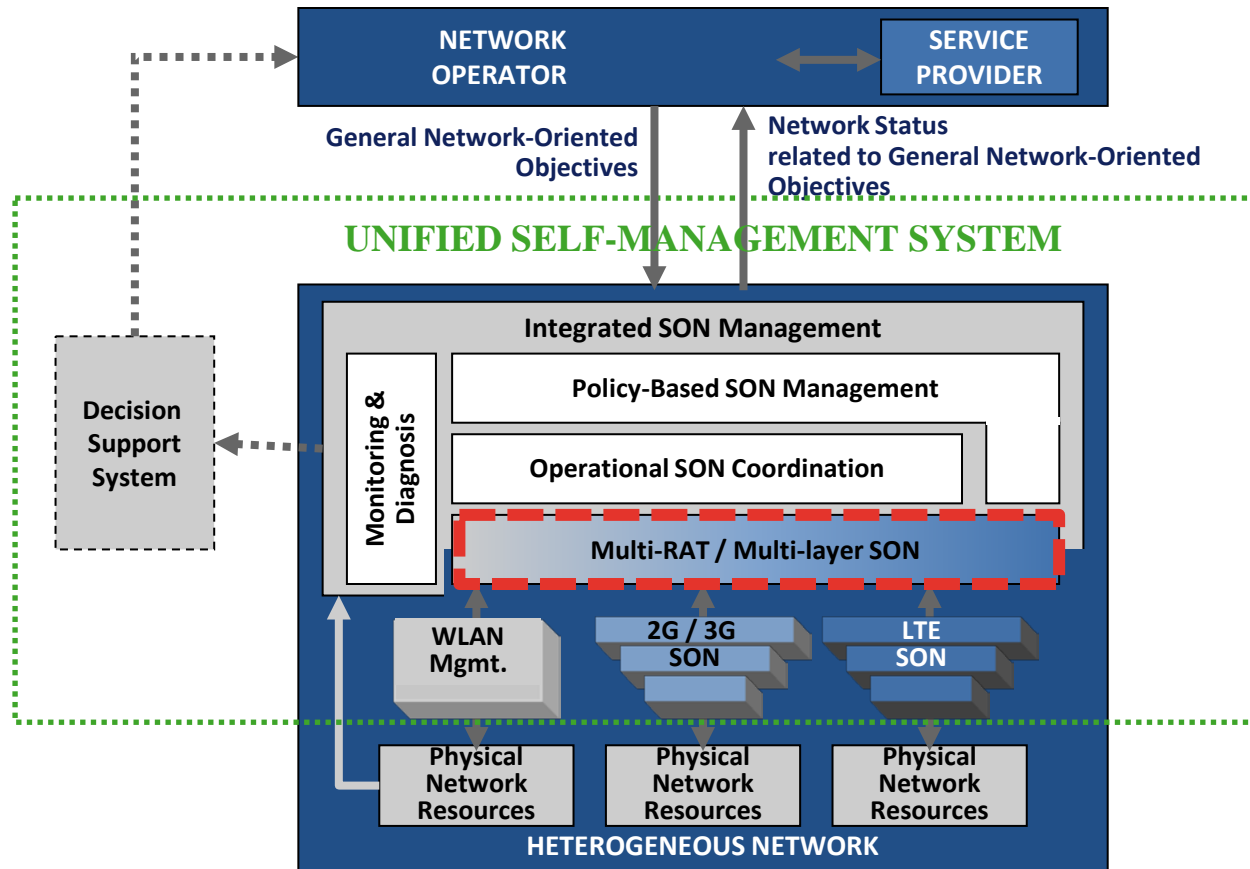 NETWORK
OPERATOR
SERVICE
PROVIDER
General Network-Oriented
Objectives
Network Status
related to General Network-Oriented
Objectives
UNIFIED SELF-MANAGEMENT SYSTEM
Integrated SON Management
Policy-Based SON Management
Decision
Support
System
Monitoring &
Diagnosis
Operational SON Coordination
Multi-RAT / Multi-layer SON
WLAN
Mgmt.
2G / 3G
SON
LTE
SON
Physical
Network
Resources
Physical
Network
Resources
Physical
Network
Resources
HETEROGENEOUS NETWORK